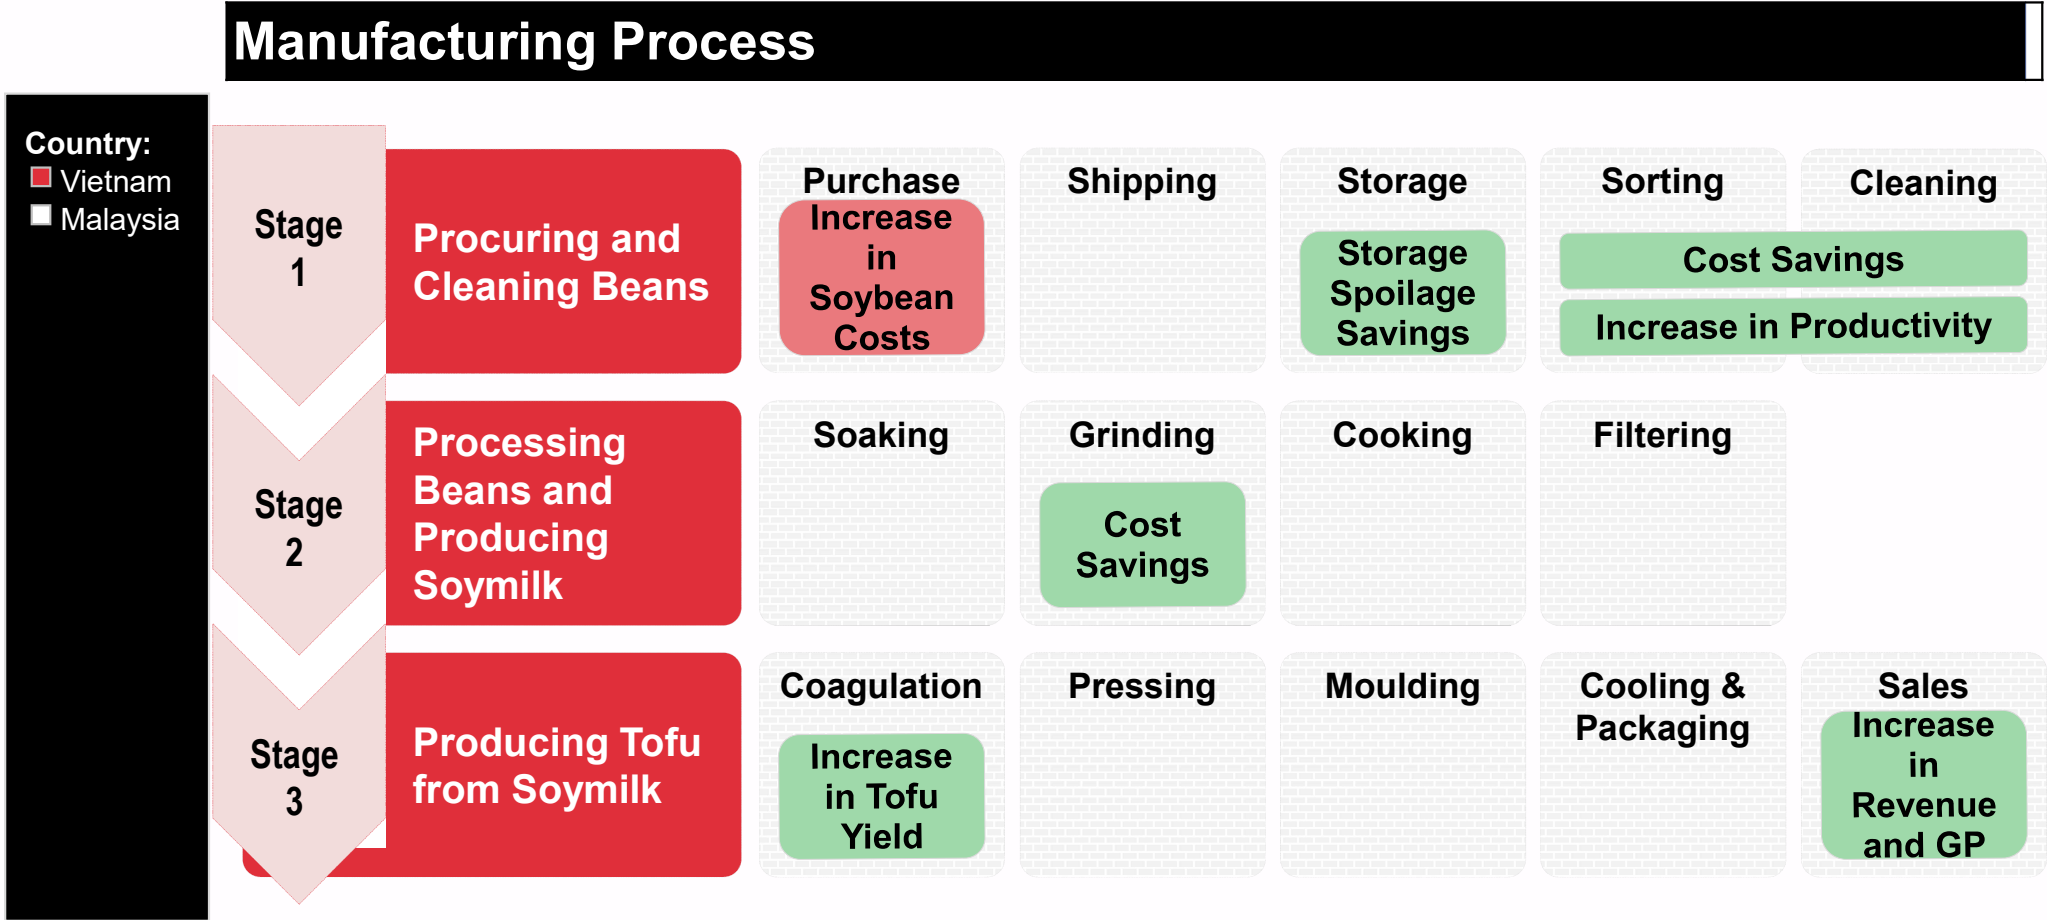 Manufacturing Process
Country:
Vietnam
Malaysia
Stage
1
Procuring and
Cleaning Beans
Purchase
Increase
in
Soybean
Costs
Shipping
Storage
Storage
Spoilage
Savings
Sorting
Cleaning
Cost Savings
Increase in Productivity
Stage
2
Processing
Beans and
Producing
Soymilk
Soaking
Grinding
Cost
Savings
Cooking
Filtering
Stage
3
Producing Tofu
from Soymilk
Coagulation
Increase
in Tofu
Yield
Pressing
Moulding
Cooling &
Packaging
Sales
Increase
in
Revenue
and GP